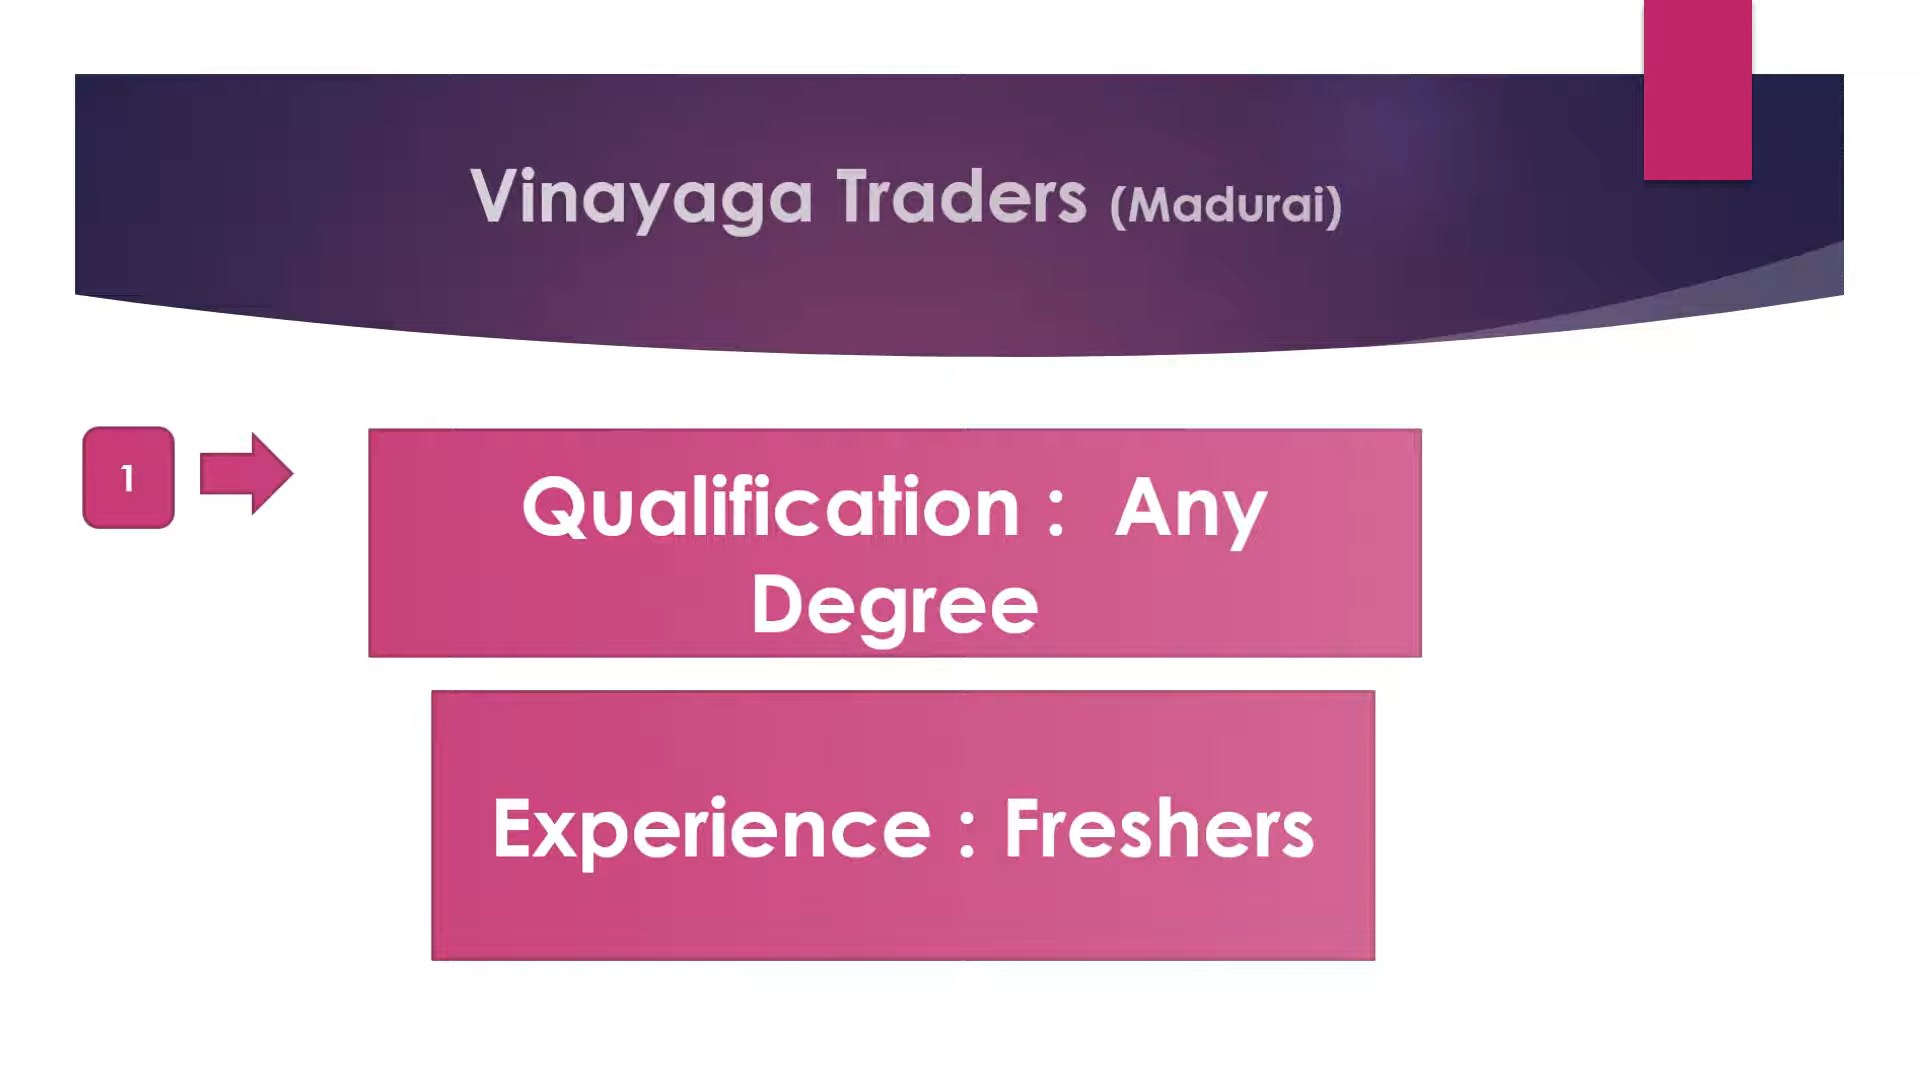 Vinayaga Traders (Madurai)
1
Qualification : Any
Degree
Experience : Freshers